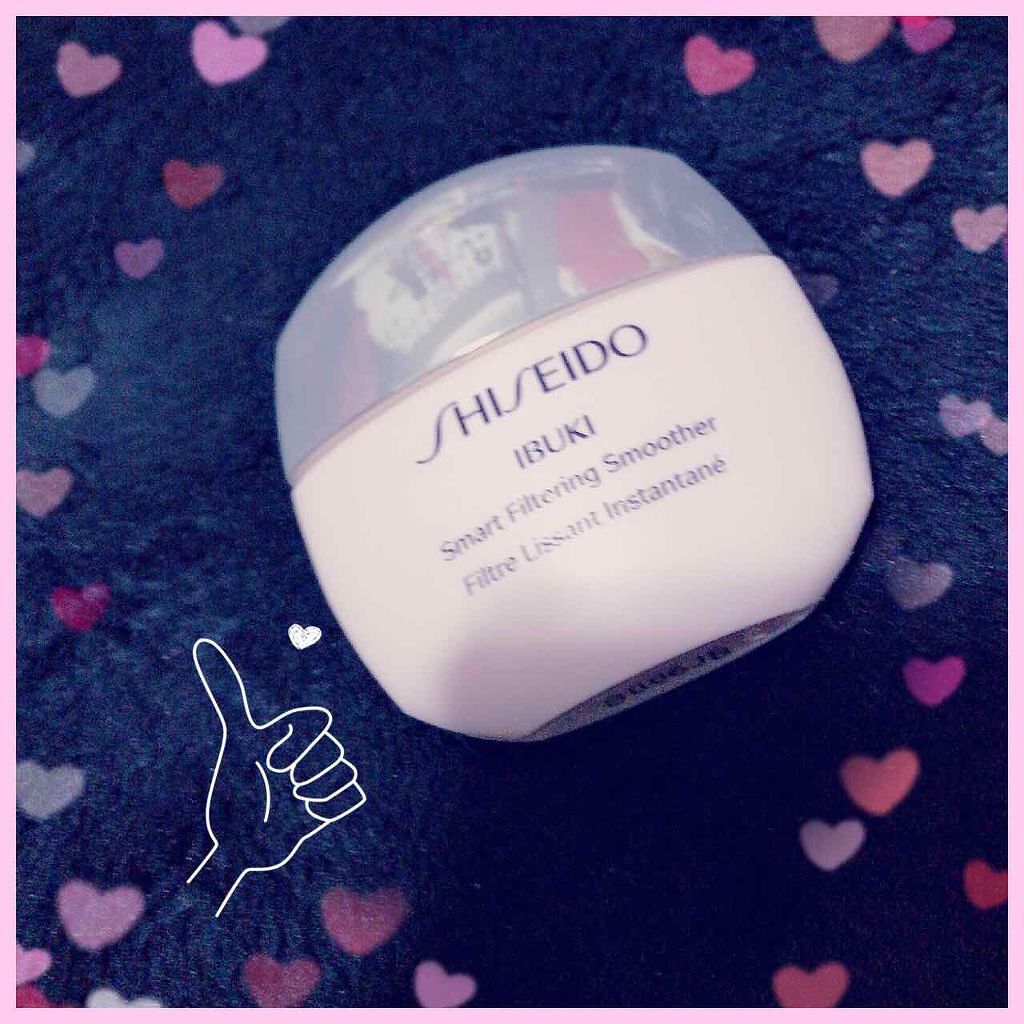 SHISEIDO
IBUKI
Smart Filtering Smoother
Filtre Lissant Instantané